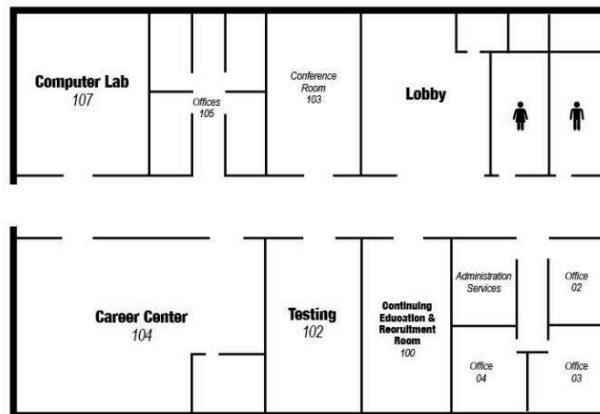 Computer Lab
107
Offices
105
Conference
Room
103
Lobby
Career Center
104
Testing
102
Continuing
Eduoation &
Recruitment
Room
100
Administration
Services
Office
02
Office
04
Office
03